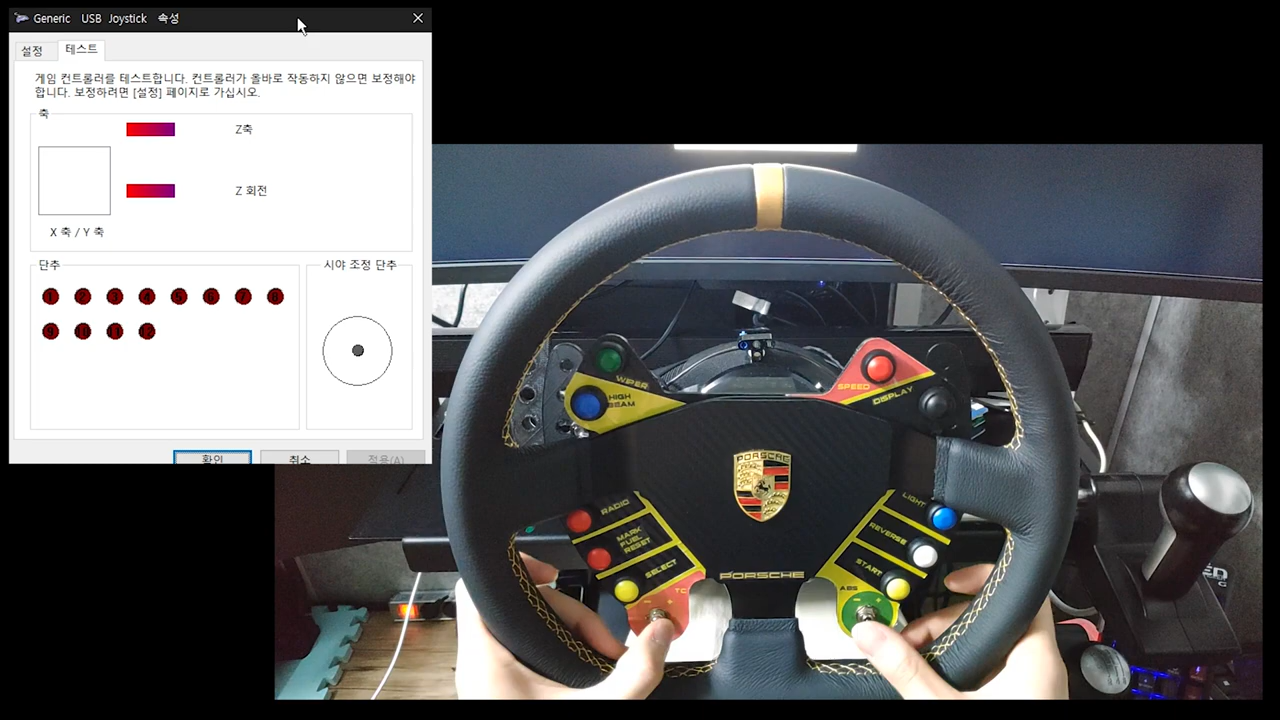 Generic USB Joystick 속성
설정
테스트
게임 컨트롤러를 테스트합니다. 컨트롤러가 올바로 작동하지 않으면 보정해야
합니다. 보정하려면 [설정] 페이지로 가십시오.
축
Z축
Z 회전
X 축 / Y 축
단추
시야 조정 단추
1 2 3 4 5 6 7 8
9 10 11 12
확인
취소
적용(A)
WIPER
HIGH
BEAM
SPEED
DISPLAY
PORSCHE
RADIO
MARK
FUEL
RESET
SELECT
TC
- +
LIGHT
REVERSE
START
ABS
- +
PORSCHE